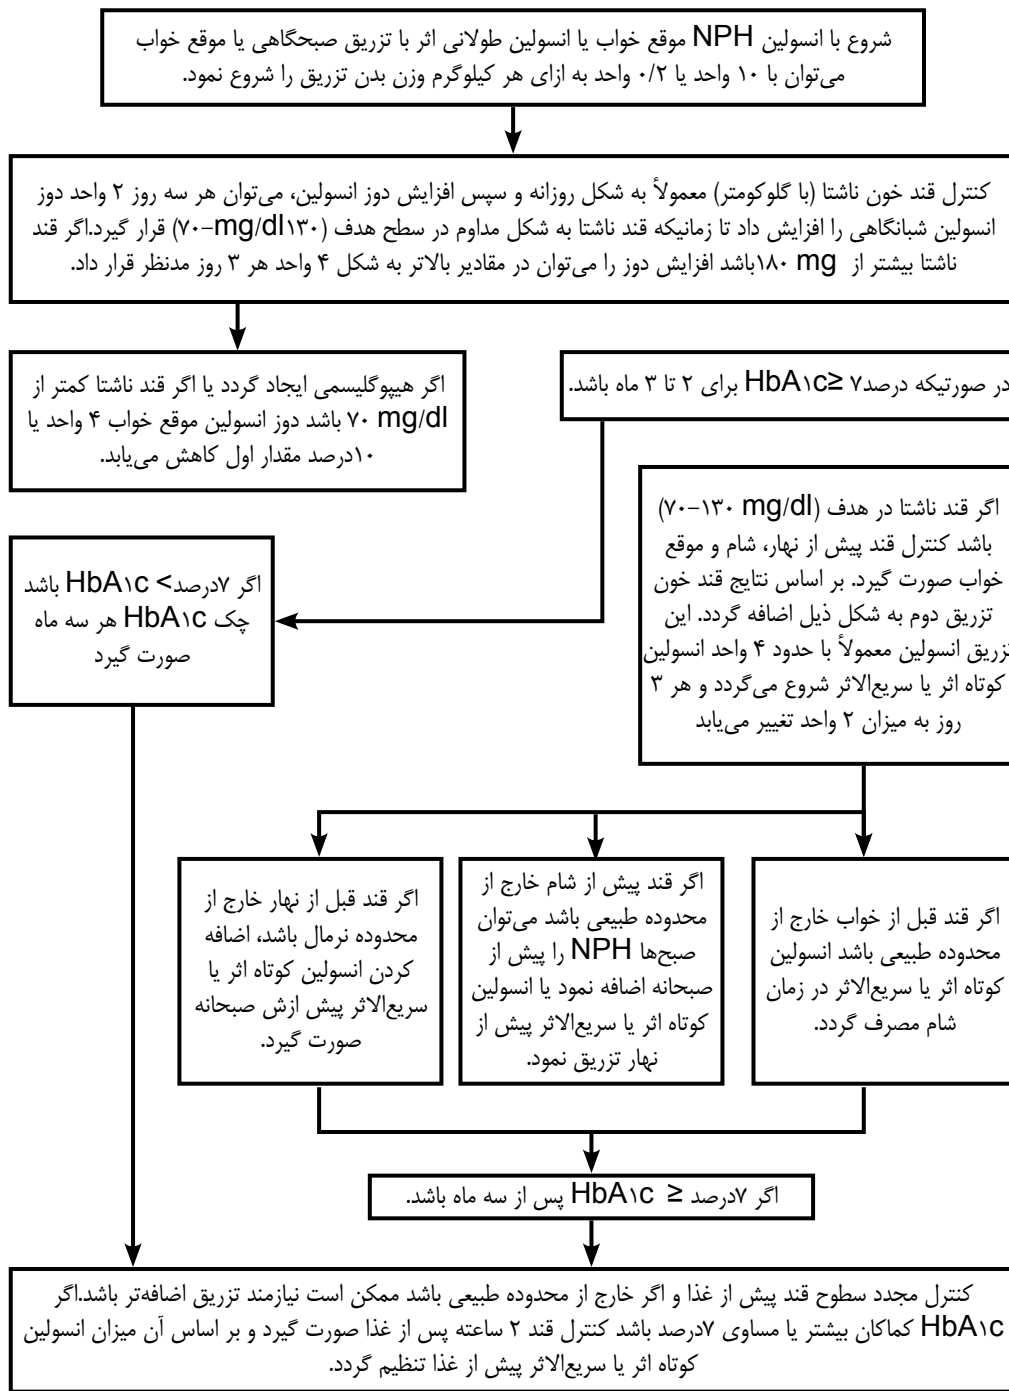 شروع با انسولین NPH موقع خواب یا انسولین طولانی اثر با تزریق صبحگاهی یا موقع خواب
می‌توان با ۱۰ واحد یا ۰/۲ واحد به ازای هر کیلوگرم وزن بدن تزریق را شروع نمود.
کنترل قند خون ناشتا (با گلوکومتر) معمولاً به شکل روزانه و سپس افزایش دوز انسولین، می‌توان هر سه روز ۲ واحد دوز
انسولین شبانگاهی را افزایش داد تا زمانیکه قند ناشتا به شکل مداوم در سطح هدف (۷۰-mg/dl۱۳۰) قرار گیرد.اگر قند
ناشتا بیشتر از ۱۸۰ mgباشد افزایش دوز را می‌توان در مقادیر بالاتر به شکل ۴ واحد هر ۳ روز مدنظر قرار داد.
در صورتیکه درصد۷ ≤HbA۱c برای ۲ تا ۳ ماه باشد.
اگر هیپوگلیسمی ایجاد گردد یا اگر قند ناشتا کمتر از
۷۰ mg/dl باشد دوز انسولین موقع خواب ۴ واحد یا
۱۰درصد مقدار اول کاهش می‌یابد.
اگر قند ناشتا در هدف (۷۰-۱۳۰ mg/dl)
باشد کنترل قند پیش از نهار، شام و موقع
خواب صورت گیرد. بر اساس نتایج قند خون
تزریق دوم به شکل ذیل اضافه گردد. این
تزریق انسولین معمولاً با حدود ۴ واحد انسولین
کوتاه اثر یا سریع‌الاثر شروع می‌گردد و هر ۳
روز به میزان ۲ واحد تغییر می‌یابد
اگر ۷درصد> HbA۱c باشد
چک HbA۱c هر سه ماه
صورت گیرد
اگر قند قبل از خواب خارج از
محدوده طبیعی باشد انسولین
کوتاه اثر یا سریع‌الاثر در زمان
شام مصرف گردد.
اگر قند پیش از شام خارج از
محدوده طبیعی باشد می‌توان
صبح‌ها NPH را پیش از
صبحانه اضافه نمود یا انسولین
کوتاه اثر یا سریع‌الاثر پیش از
نهار تزریق نمود.
اگر قند قبل از نهار خارج از
محدوده نرمال باشد، اضافه
کردن انسولین کوتاه اثر یا
سریع‌الاثر پیش ازش صبحانه
صورت گیرد.
اگر ۷درصد ≤ HbA۱c پس از سه ماه باشد.
کنترل مجدد سطوح قند پیش از غذا و اگر خارج از محدوده طبیعی باشد ممکن است نیازمند تزریق اضافه‌تر باشد.اگر
HbA۱c کماکان بیشتر یا مساوی ۷درصد باشد کنترل قند ۲ ساعته پس از غذا صورت گیرد و بر اساس آن میزان انسولین
کوتاه اثر یا سریع‌الاثر پیش از غذا تنظیم گردد.